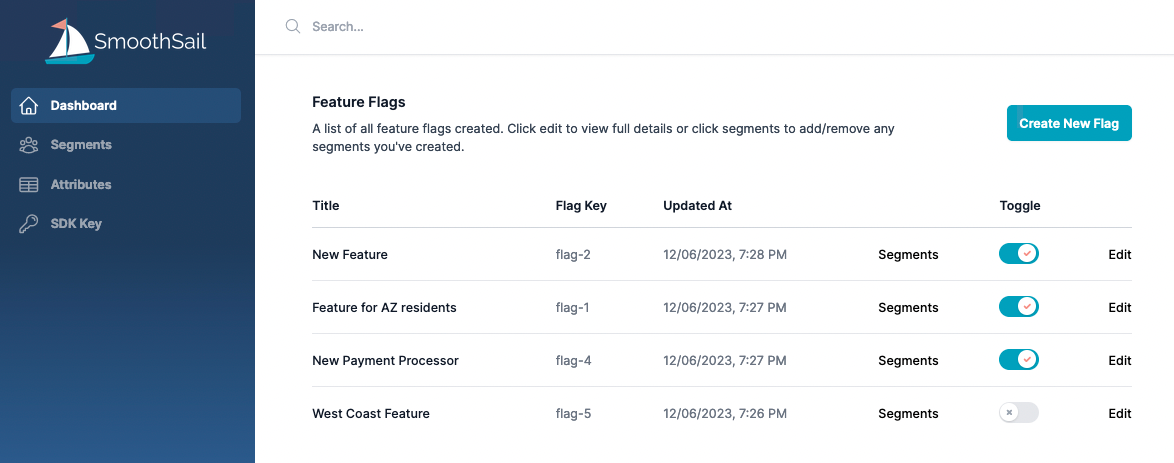 SmoothSail
Search...
Dashboard
Segments
Attributes
SDK Key
Feature Flags
A list of all feature flags created. Click edit to view full details or click segments to add/remove any
segments you've created.
Create New Flag
Title Flag Key Updated At Toggle
New Feature flag-2 12/06/2023, 7:28 PM Segments Edit
Feature for AZ residents flag-1 12/06/2023, 7:27 PM Segments Edit
New Payment Processor flag-4 12/06/2023, 7:27 PM Segments Edit
West Coast Feature flag-5 12/06/2023, 7:26 PM Segments Edit